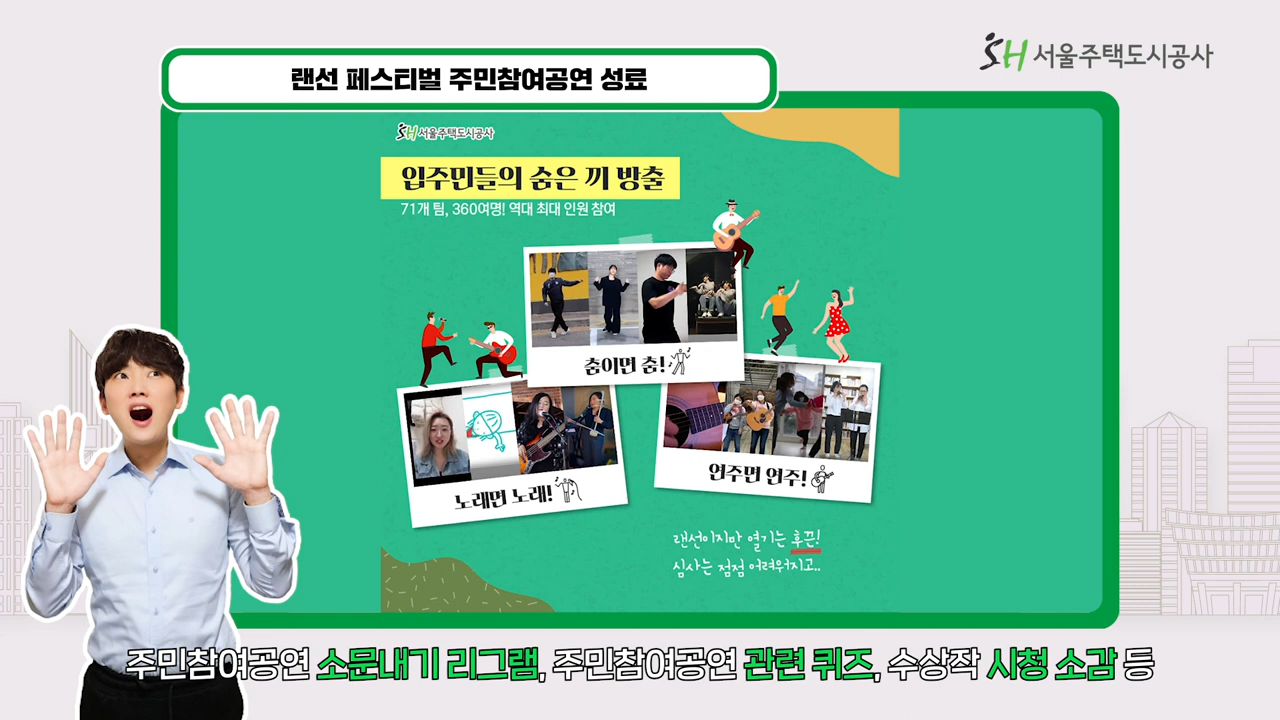 SH 서울주택도시공사
랜선 페스티벌 주민참여공연 성료
SH 서울주택도시공사
입주민들의 숨은 끼 방출
71개 팀, 360여명! 역대 최대 인원 참여
춤이면 춤!
노래면 노래!
연주면 연주!
랜선이지만 열기는 후끈!
심사는 점점 어려워지고..
주민참여공연 소문내기 리그램, 주민참여공연 관련 퀴즈, 수상작 시청 소감 등